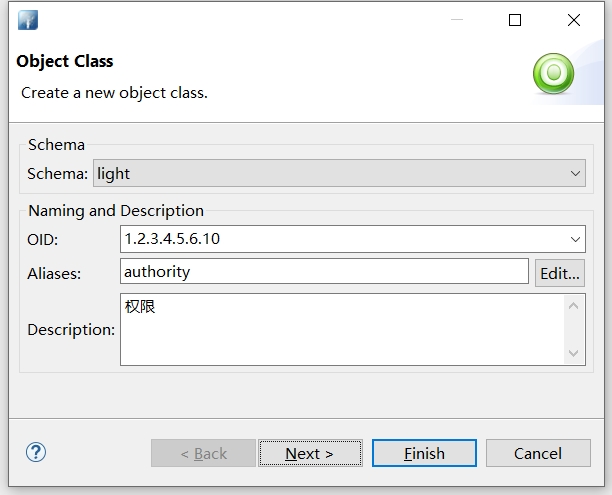 Object Class
Create a new object class.
Schema
Schema: light
Naming and Description
OID: 1.2.3.4.5.6.10
Aliases: authority Edit...
Description: 权限
< Back Next > Finish Cancel